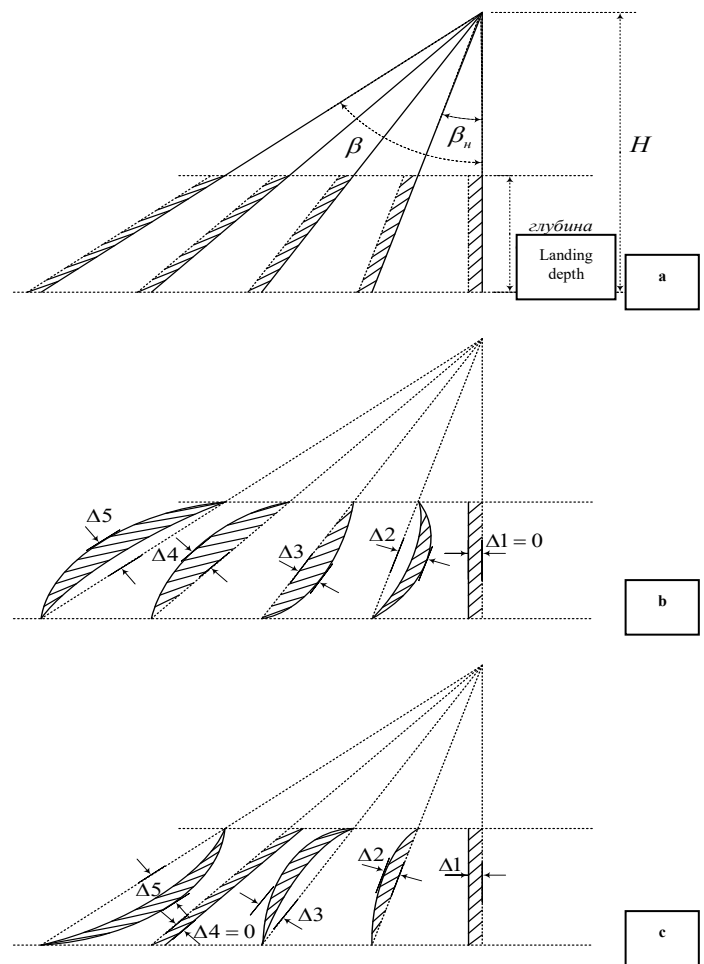 H
β
βн
глубина
Landing
depth
a
Δ5
Δ4
Δ3
Δ2
Δ1 = 0
b
Δ5
Δ4 = 0
Δ3
Δ2
Δ1
c